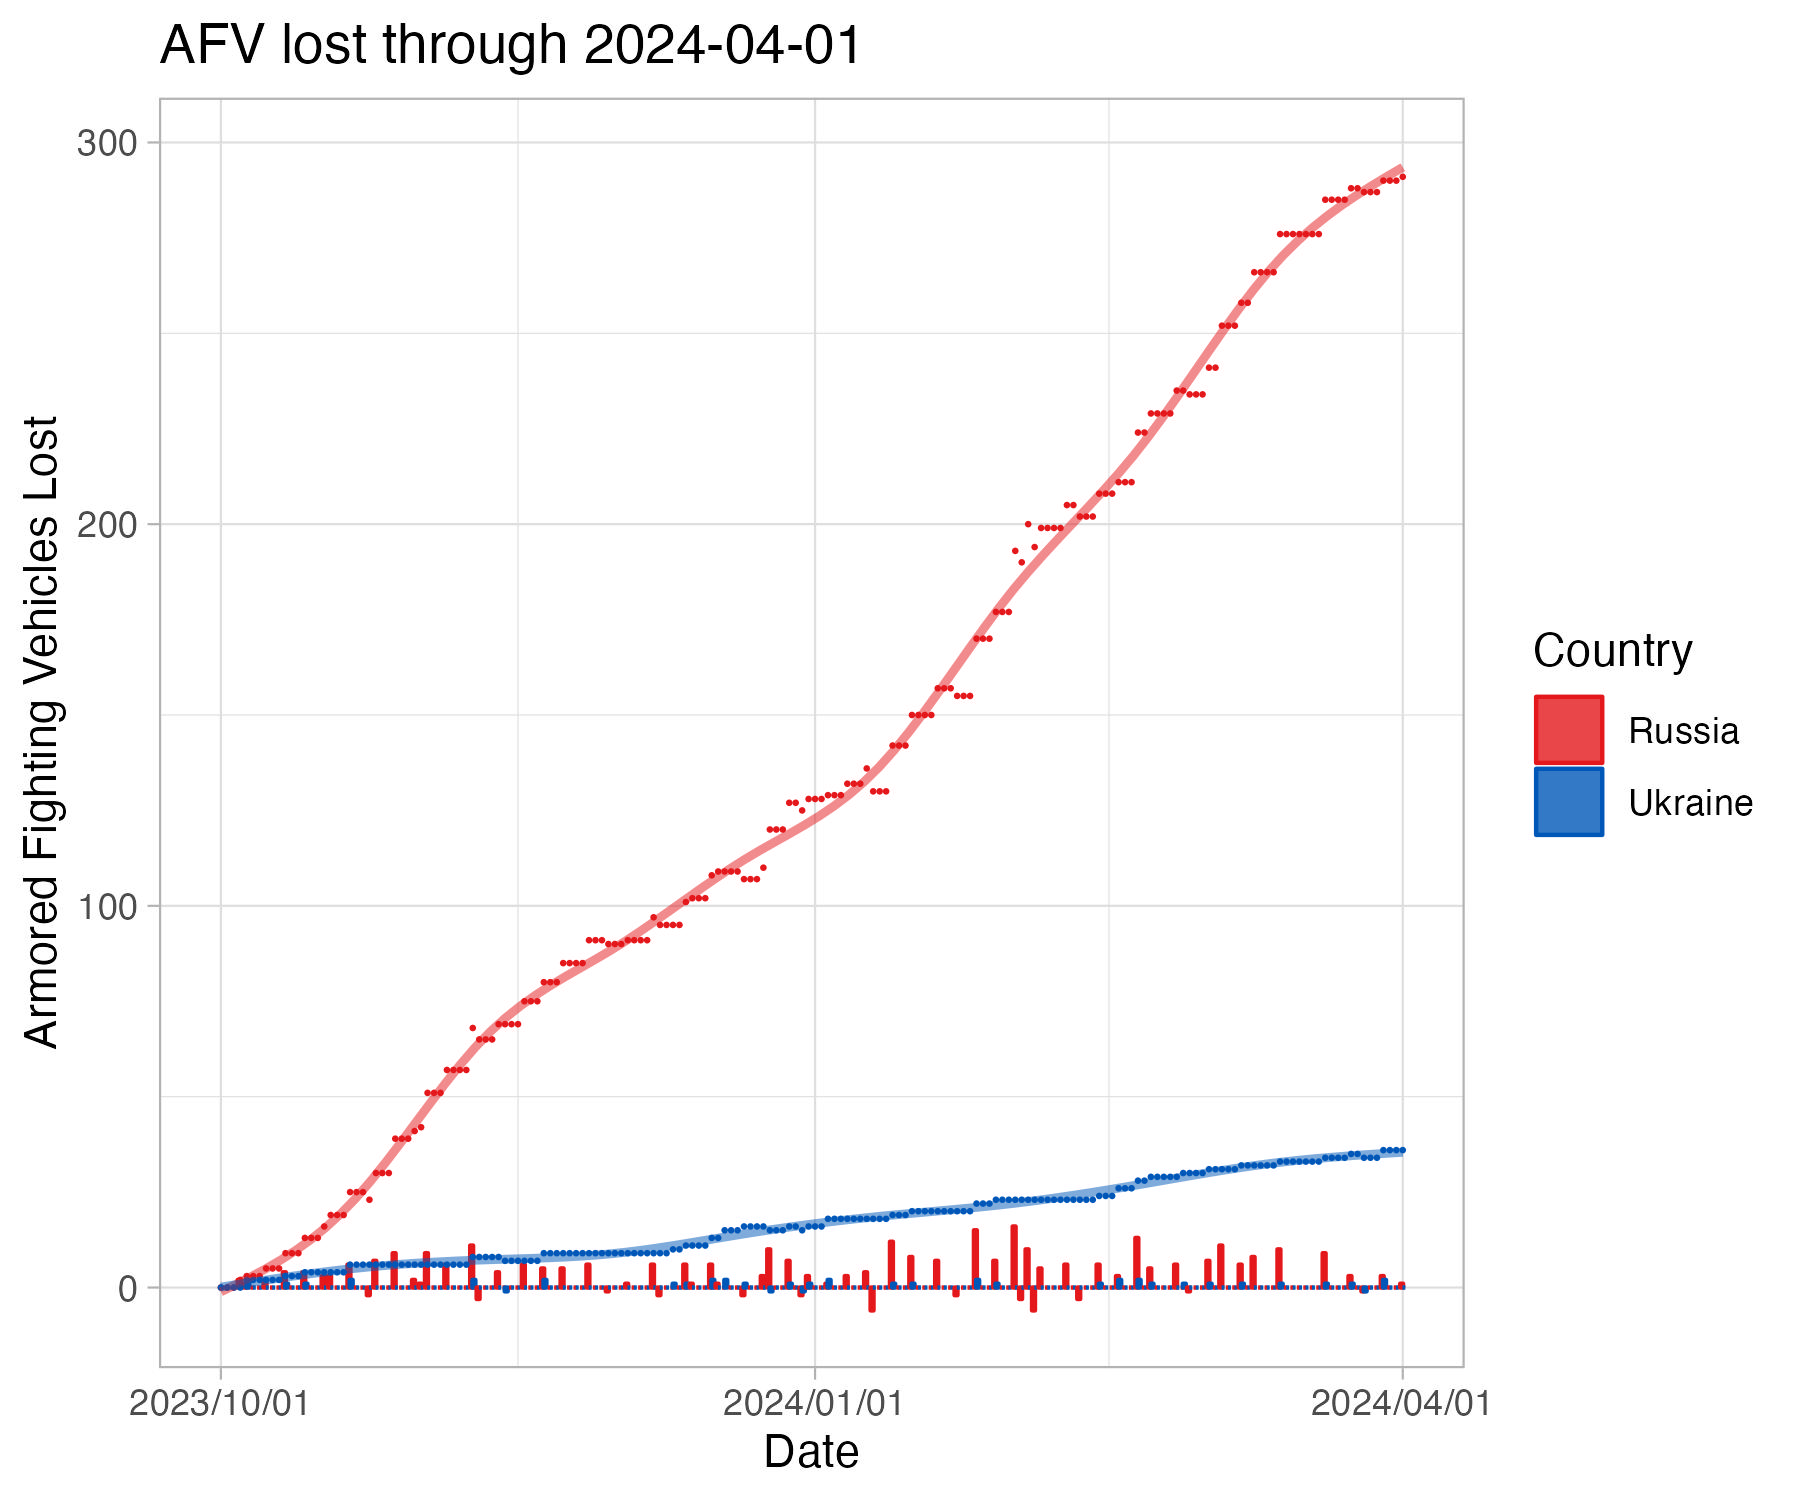 AFV lost through 2024-04-01
Armored Fighting Vehicles Lost
300
200
100
0
2023/10/01
2024/01/01
2024/04/01
Date
Country
Russia
Ukraine